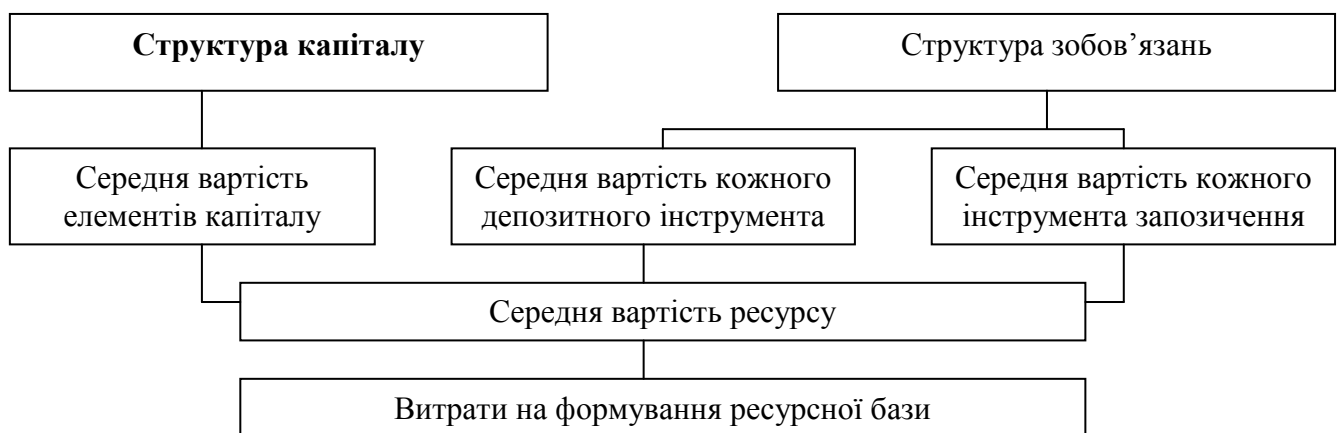 Структура капіталу
Структура зобов’язань
Середня вартість
елементів капіталу
Середня вартість кожного
депозитного інструмента
Середня вартість кожного
інструмента запозичення
Середня вартість ресурсу
Витрати на формування ресурсної бази